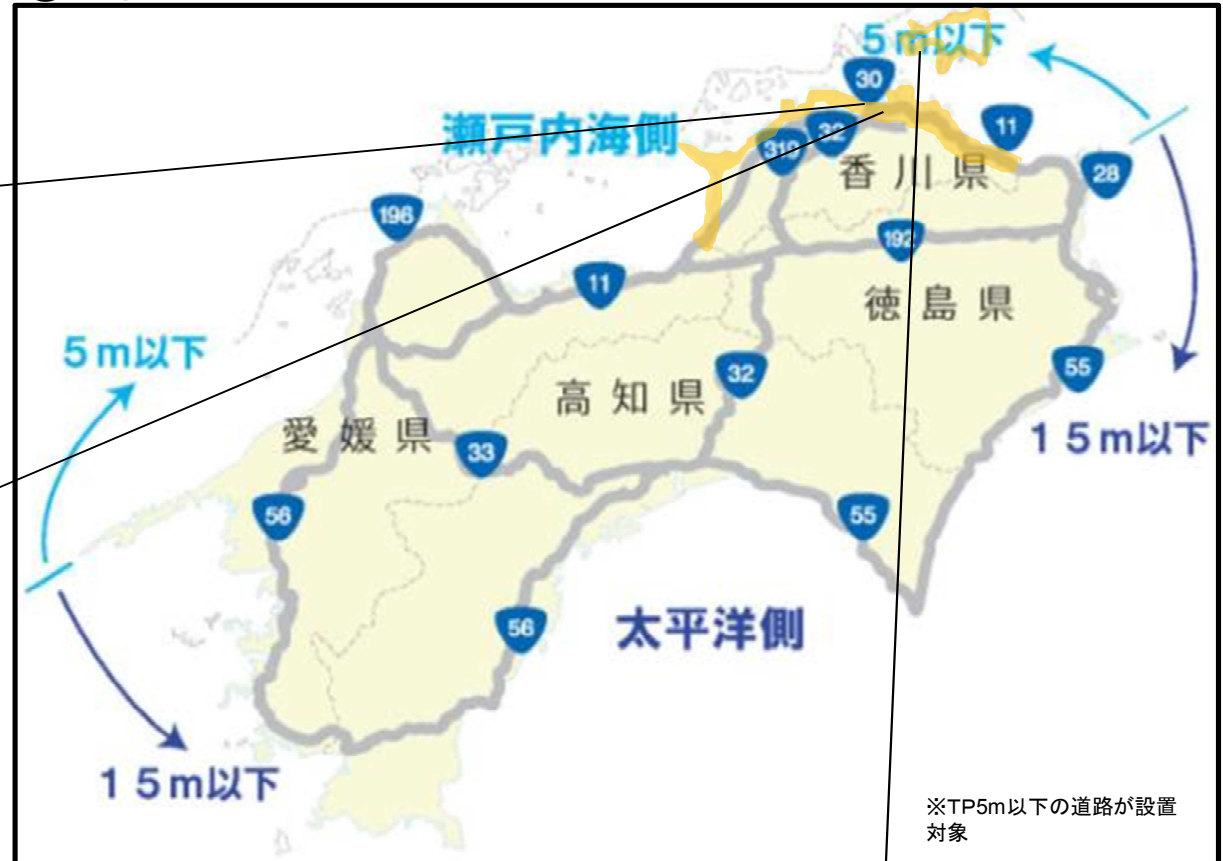 5m以下
30
瀬戸内海側
319
32
11
香川県
28
196
192
11
徳島県
5m以下
32
55
高知県
愛媛県
33
15m以下
56
55
56
太平洋側
15m以下
※TP5m以下の道路が設置
対象